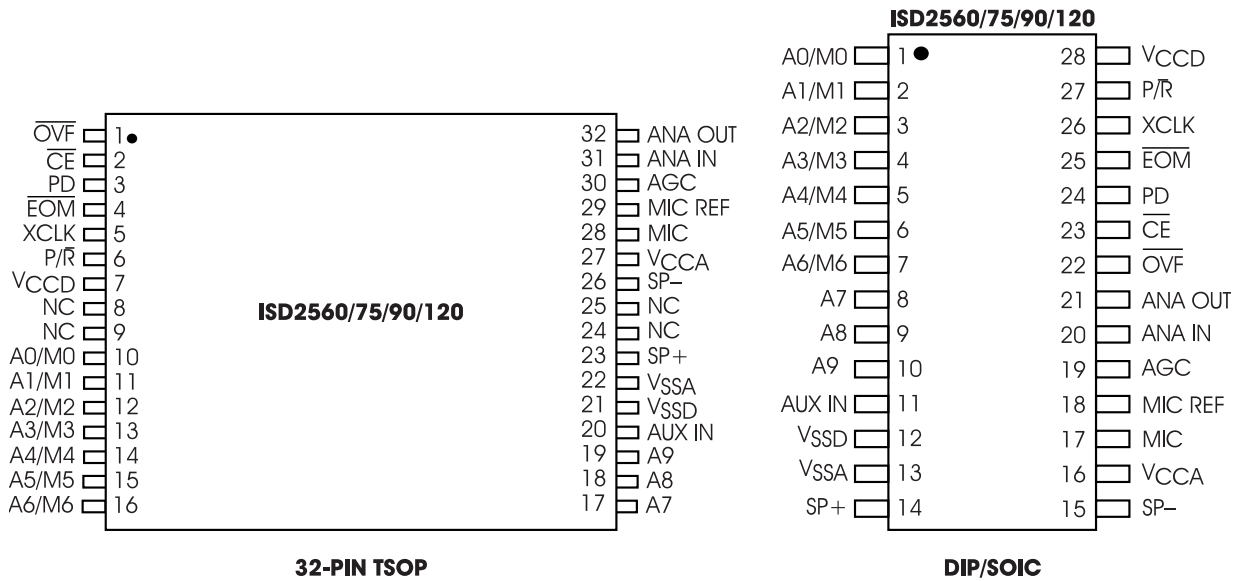 ISD2560/75/90/120
OVF 1 32 ANA OUT
CE 2 31 ANA IN
PD 3 30 AGC
EOM 4 29 MIC REF
XCLK 5 28 MIC
P/R̅ 6 27 VCCA
VCCD 7 26 SP–
NC 8 25 NC
NC 9 24 NC
A0/M0 10 23 SP+
A1/M1 11 22 VSSA
A2/M2 12 21 VSSD
A3/M3 13 20 AUX IN
A4/M4 14 19 A9
A5/M5 15 18 A8
A6/M6 16 17 A7
32-PIN TSOP
ISD2560/75/90/120
A0/M0 1 28 VCCD
A1/M1 2 27 P/R̅
A2/M2 3 26 XCLK
A3/M3 4 25 EOM
A4/M4 5 24 PD
A5/M5 6 23 CE
A6/M6 7 22 OVF
A7 8 21 ANA OUT
A8 9 20 ANA IN
A9 10 19 AGC
AUX IN 11 18 MIC REF
VSSD 12 17 MIC
VSSA 13 16 VCCA
SP+ 14 15 SP–
DIP/SOIC